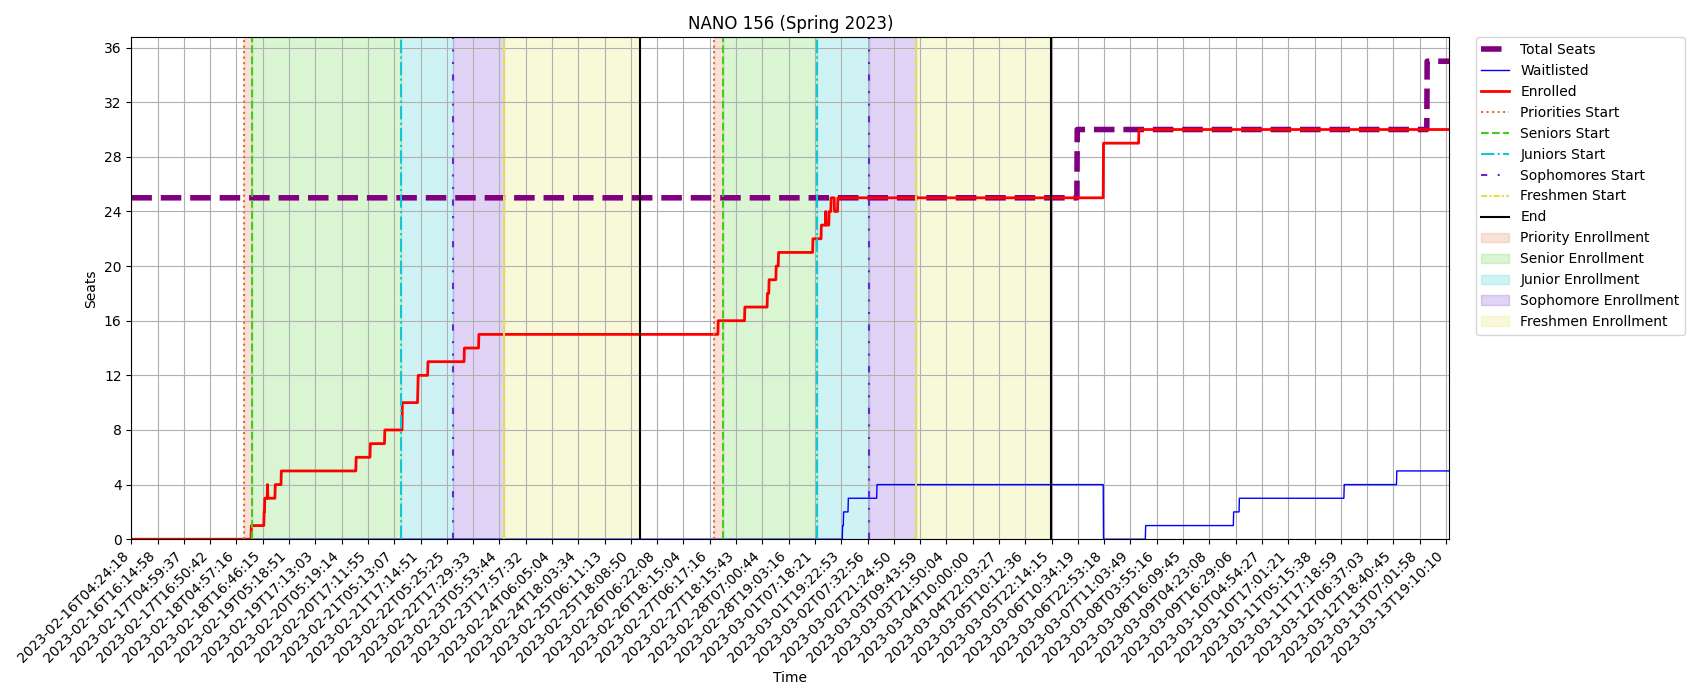 NANO 156 (Spring 2023)
36
32
28
24
20
16
12
8
4
0
Seats
2023-02-16T04:24:18
2023-02-16T16:14:58
2023-02-17T04:59:37
2023-02-17T16:50:42
2023-02-18T04:57:16
2023-02-18T16:46:15
2023-02-19T05:18:51
2023-02-19T17:13:03
2023-02-20T05:19:14
2023-02-20T17:11:55
2023-02-21T05:13:07
2023-02-21T17:14:51
2023-02-22T05:25:25
2023-02-22T17:29:33
2023-02-23T05:53:44
2023-02-23T17:57:32
2023-02-24T06:05:04
2023-02-24T18:03:34
2023-02-25T06:11:13
2023-02-25T18:08:50
2023-02-26T06:22:08
2023-02-26T18:15:04
2023-02-27T06:17:16
2023-02-27T18:15:43
2023-02-28T07:00:44
2023-02-28T19:03:16
2023-03-01T07:18:21
2023-03-01T19:22:53
2023-03-02T07:32:56
2023-03-02T21:24:50
2023-03-03T09:43:59
2023-03-03T21:50:04
2023-03-04T10:00:00
2023-03-04T22:03:27
2023-03-05T10:12:36
2023-03-05T22:14:15
2023-03-06T10:34:19
2023-03-06T22:53:18
2023-03-07T11:03:49
2023-03-08T03:55:16
2023-03-08T16:09:45
2023-03-09T04:23:08
2023-03-09T16:29:06
2023-03-10T04:54:27
2023-03-10T17:01:21
2023-03-11T05:15:38
2023-03-11T17:18:59
2023-03-12T06:37:03
2023-03-12T18:40:45
2023-03-13T07:01:58
2023-03-13T19:10:10
Time
Total Seats
Waitlisted
Enrolled
Priorities Start
Seniors Start
Juniors Start
Sophomores Start
Freshmen Start
End
Priority Enrollment
Senior Enrollment
Junior Enrollment
Sophomore Enrollment
Freshmen Enrollment